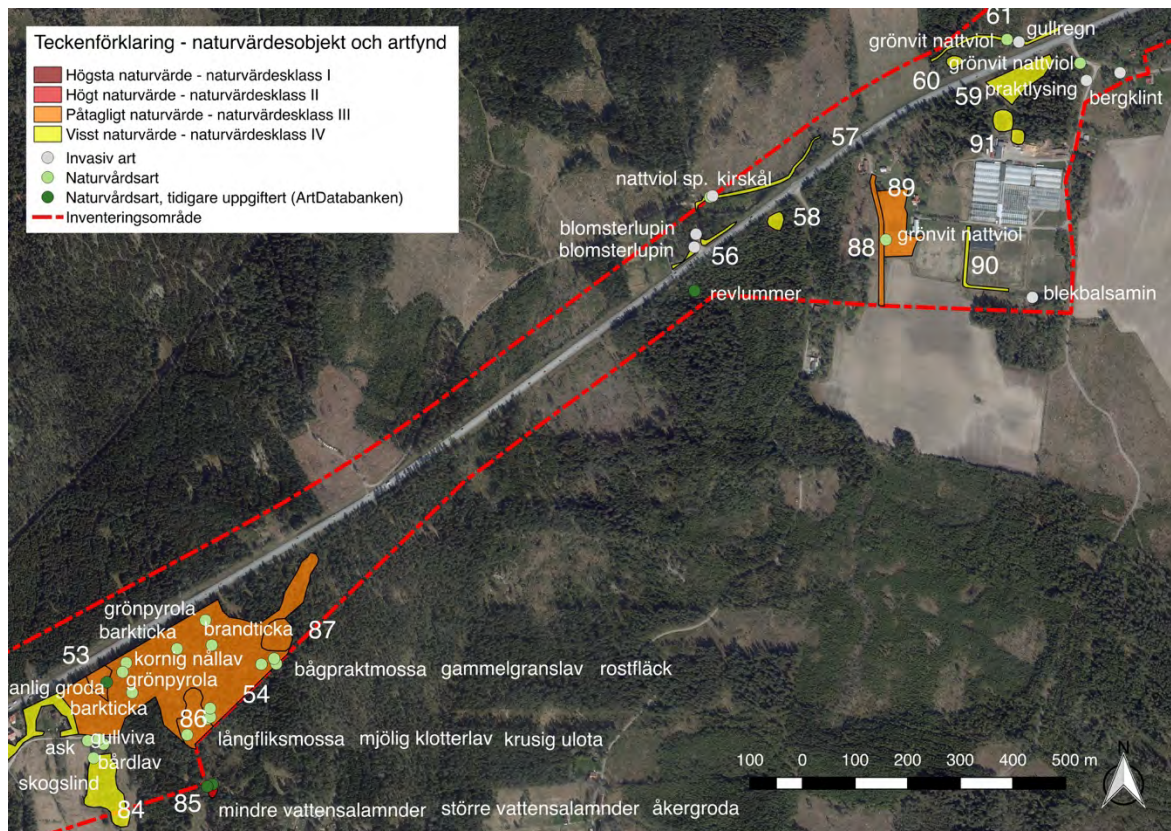 Teckenförklaring - naturvärdesobjekt och artfynd
Högsta naturvärde - naturvärdesklass I
Högt naturvärde - naturvärdesklass II
Påtagligt naturvärde - naturvärdesklass III
Visst naturvärde - naturvärdesklass IV
Invasiv art
Naturvårdsart
Naturvårdsart, tidigare uppgiftert (ArtDatabanken)
Inventeringsområde
61
gullregn
grönvit nattviol
60
grönvit nattviol
59
praktlysing
bergklint
57
91
nattviol sp. kirskål
89
blomsterlupin
58
blomsterlupin
56
88
grönvit nattviol
90
revlummer
blekbalsamin
grönpyrola
barkticka
brandticka
87
53
kornig nållav
bågpraktmossa gammelgranslav rostfläck
anlig groda
grönpyrola
54
barkticka
86
ask
gullviva
långfliksmossa mjölig klotterlav krusig ulota
bårdlav
skogslind
84
85
mindre vattensalamnder större vattensalamnder åkergroda
100 0 100 200 300 400 500 m
N